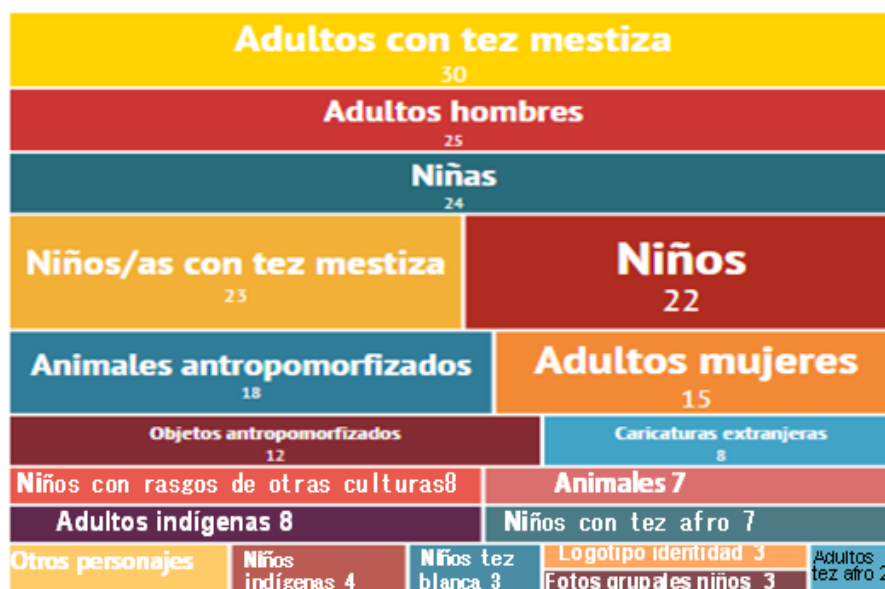 Adultos con tez mestiza
30
Adultos hombres
25
Niñas
24
Niños/as con tez mestiza
23
Niños
22
Animales antropomorfizados
18
Adultos mujeres
15
Objetos antropomorfizados
12
Caricaturas extranjeras
8
Niños con rasgos de otras culturas8
Animales 7
Adultos indígenas 8
Niños con tez afro 7
Otros personajes
Niños
indígenas 4
Niños tez
blanca 3
Logotipo identidad 3
Fotos grupales niños 3
Adultos
tez afro 2